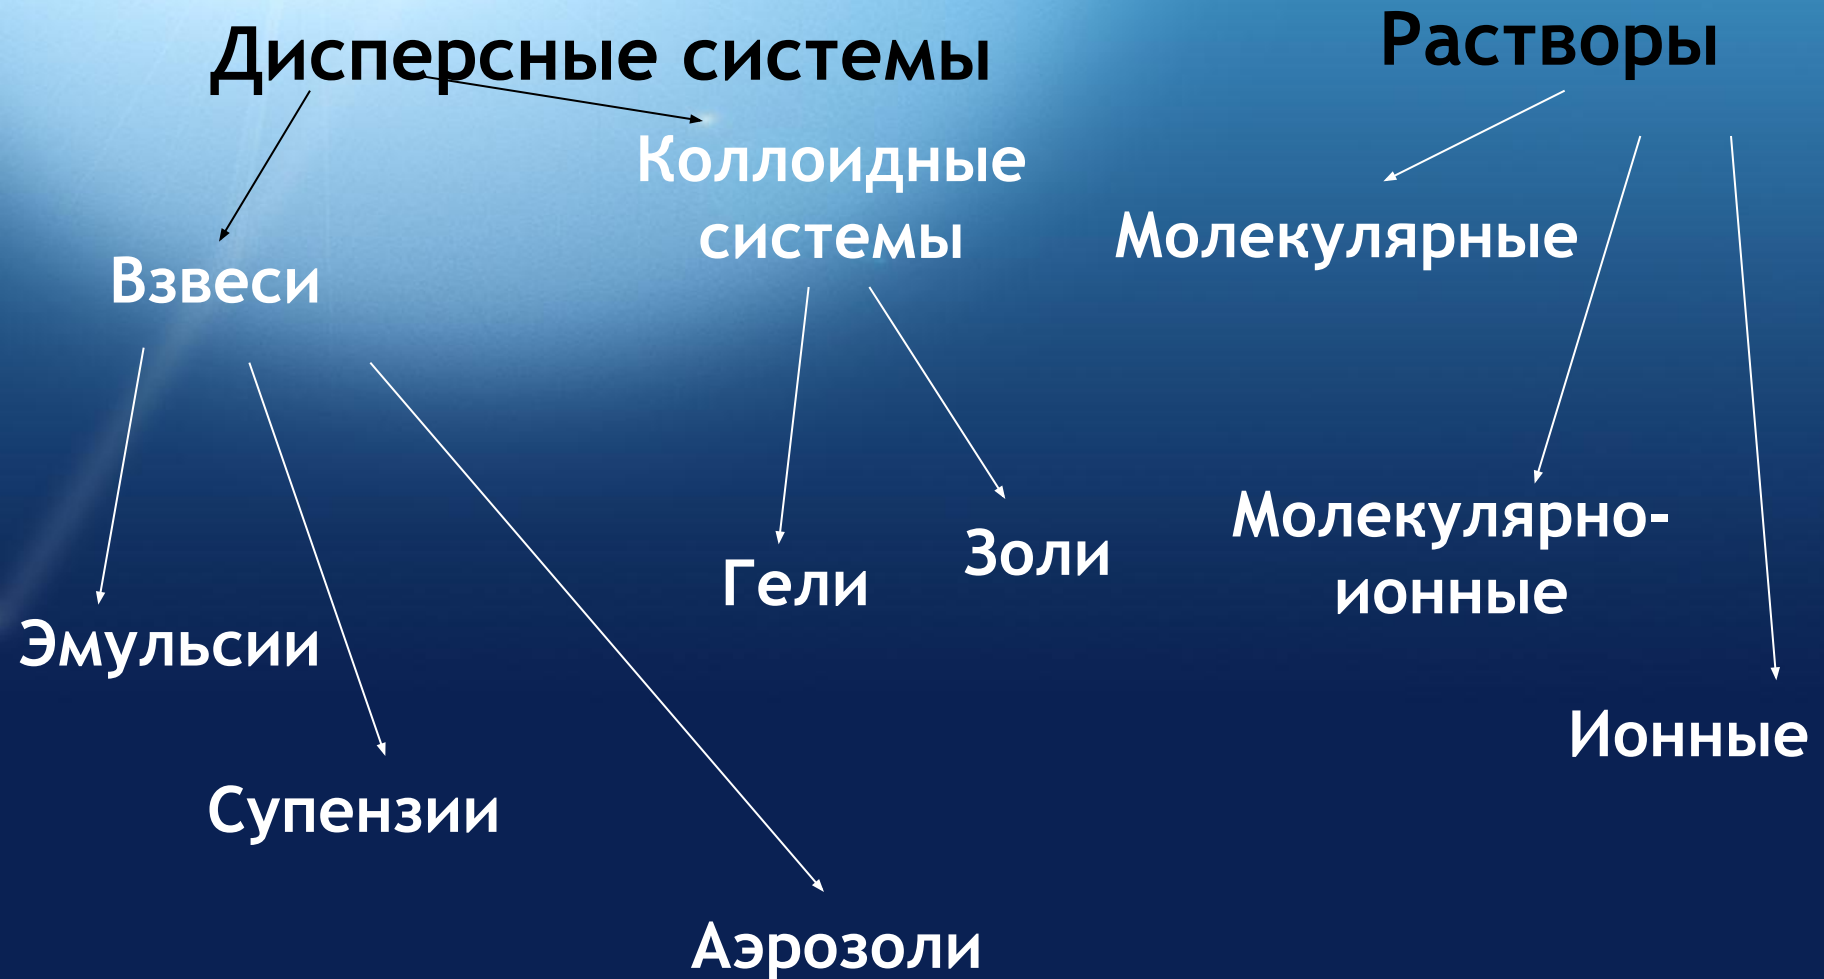 Дисперсные системы
Растворы
Коллоидные
системы
Молекулярные
Взвеси
Молекулярно-
ионные
Золи
Гели
Эмульсии
Ионные
Супензии
Аэрозоли